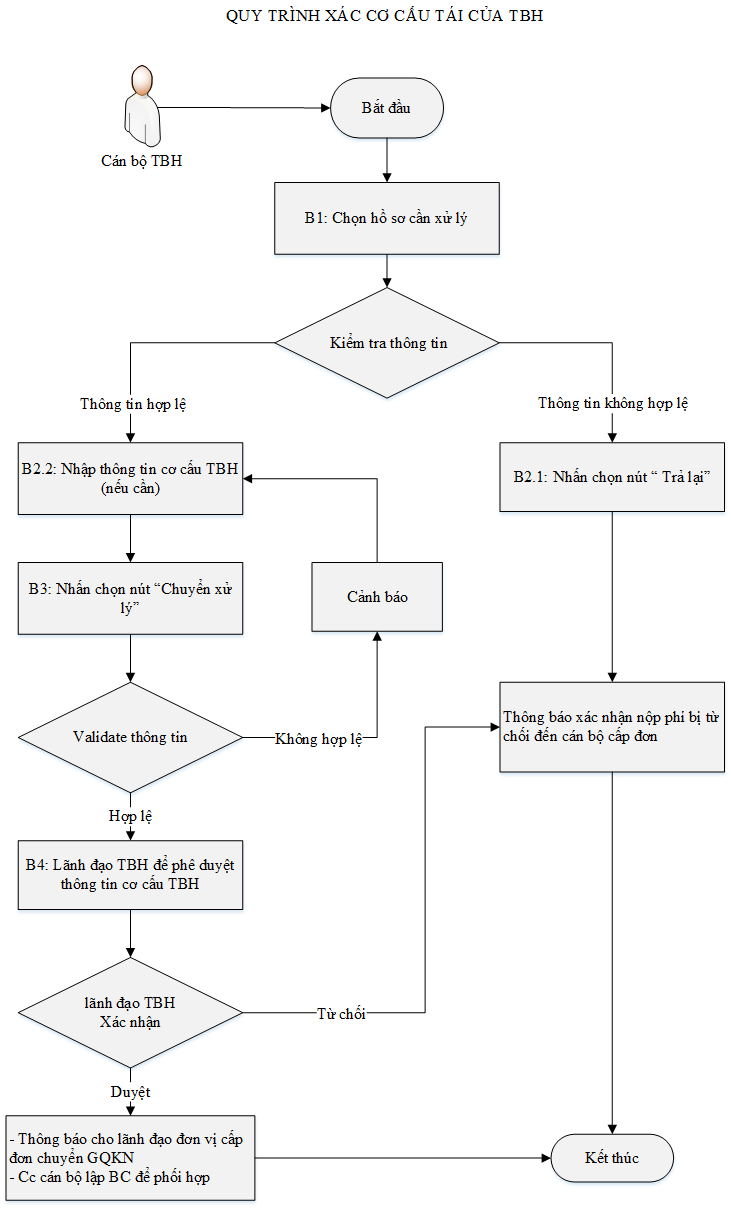 QUY TRÌNH XÁC CƠ CẤU TÁI CỦA TBH
Cán bộ TBH
Bắt đầu
B1: Chọn hồ sơ cần xử lý
Kiểm tra thông tin
Thông tin hợp lệ
Thông tin không hợp lệ
B2.2: Nhập thông tin cơ cấu TBH
(nếu cần)
B2.1: Nhấn chọn nút “ Trả lại”
B3: Nhấn chọn nút “Chuyển xử
lý”
Cảnh báo
Validate thông tin
Không hợp lệ
Thông báo xác nhận nộp phí bị từ
chối đến cán bộ cấp đơn
Hợp lệ
B4: Lãnh đạo TBH để phê duyệt
thông tin cơ cấu TBH
lãnh đạo TBH
Xác nhận
Từ chối
Duyệt
- Thông báo cho lãnh đạo đơn vị cấp
đơn chuyển GQKN
- Cc cán bộ lập BC để phối hợp
Kết thúc